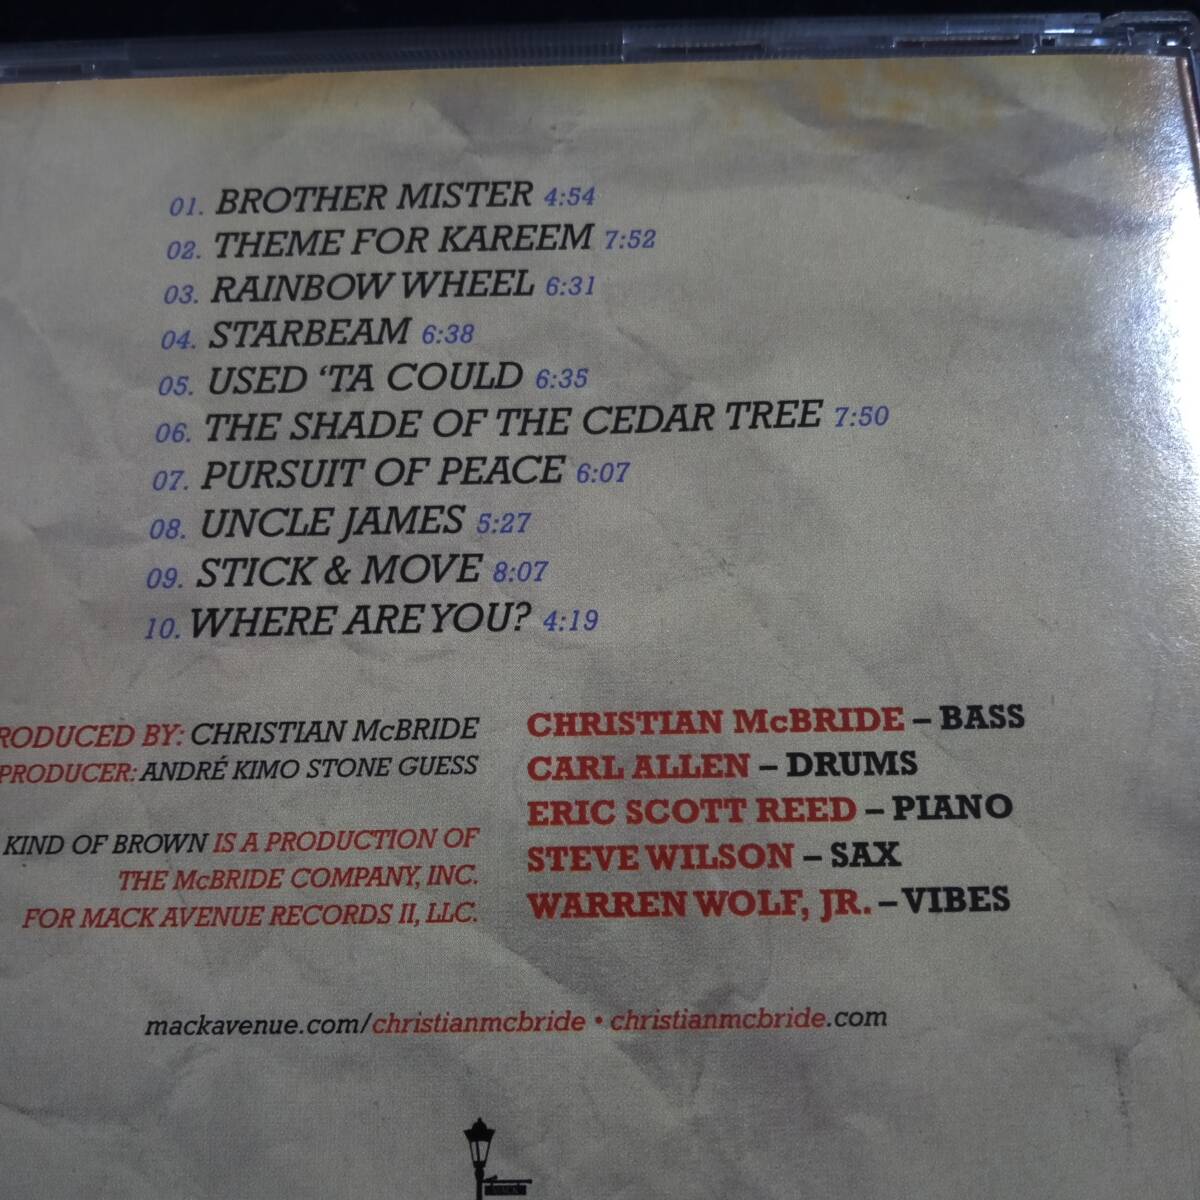 01. BROTHER MISTER 4:54
02. THEME FOR KAREEM 7:52
03. RAINBOW WHEEL 6:31
04. STARBEAM 6:38
05. USED ‘TA COULD 6:35
06. THE SHADE OF THE CEDAR TREE 7:50
07. PURSUIT OF PEACE 6:07
08. UNCLE JAMES 5:27
09. STICK & MOVE 8:07
10. WHERE ARE YOU? 4:19
RODUCED BY: CHRISTIAN McBRIDE
PRODUCER: ANDRÉ KIMO STONE GUESS
KIND OF BROWN IS A PRODUCTION OF
THE McBRIDE COMPANY, INC.
FOR MACK AVENUE RECORDS II, LLC.
CHRISTIAN McBRIDE – BASS
CARL ALLEN – DRUMS
ERIC SCOTT REED – PIANO
STEVE WILSON – SAX
WARREN WOLF, JR. – VIBES
mackavenue.com/christianmcbride • christianmcbride.com